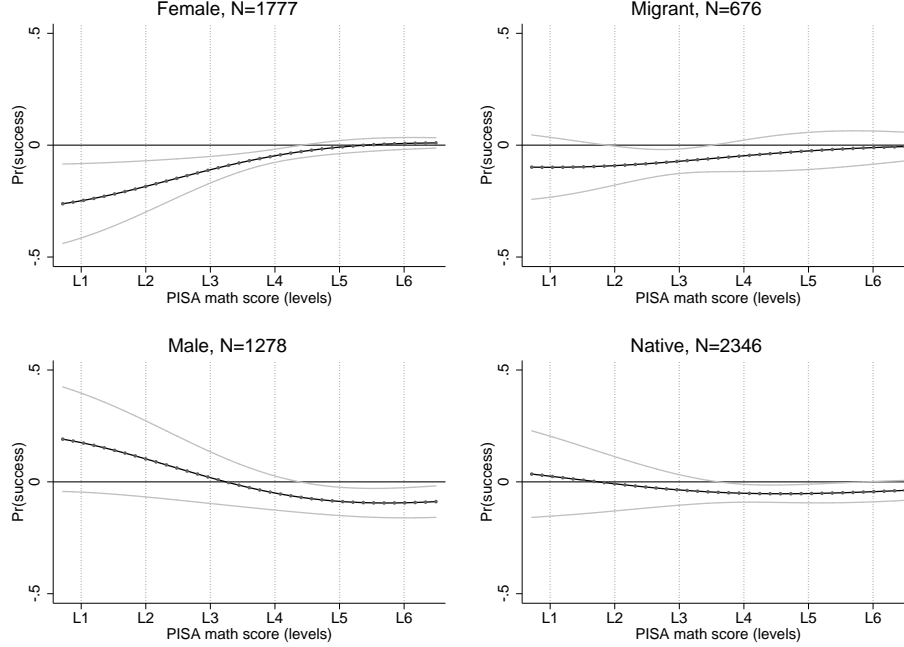 Female, N=1777
.5
0
-.5
Pr(success)
L1 L2 L3 L4 L5 L6
PISA math score (levels)
Migrant, N=676
.5
0
-.5
Pr(success)
L1 L2 L3 L4 L5 L6
PISA math score (levels)
Male, N=1278
.5
0
-.5
Pr(success)
L1 L2 L3 L4 L5 L6
PISA math score (levels)
Native, N=2346
.5
0
-.5
Pr(success)
L1 L2 L3 L4 L5 L6
PISA math score (levels)